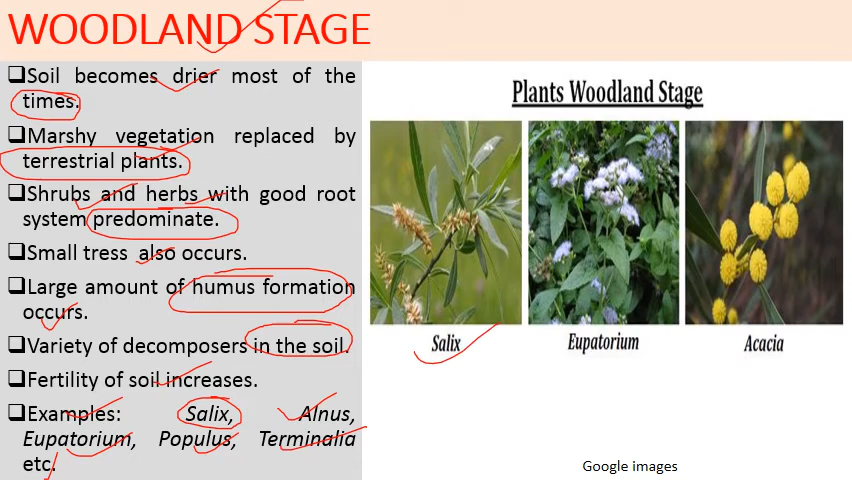 WOODLAND STAGE
❑Soil becomes drier most of the
times.
❑Marshy vegetation replaced by
terrestrial plants.
❑Shrubs and herbs with good root
system predominate.
❑Small tress also occurs.
❑Large amount of humus formation
occurs.
❑Variety of decomposers in the soil.
❑Fertility of soil increases.
❑Examples: Salix, Alnus,
Eupatorium, Populus, Terminalia
etc.
Plants Woodland Stage
Salix Eupatorium Acacia
Google images